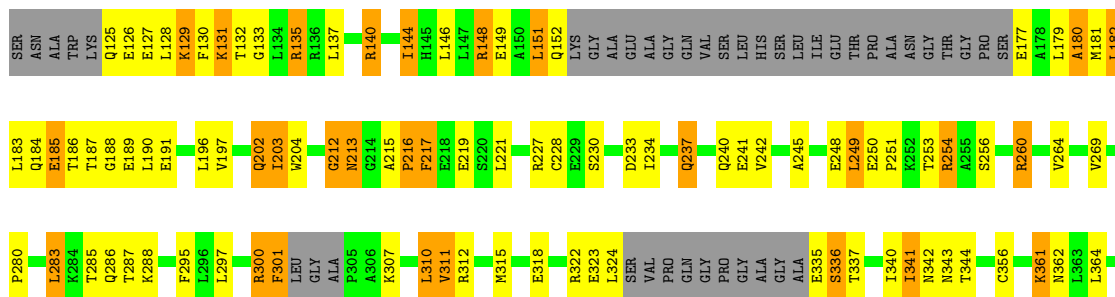 SER ASN ALA TRP LYS Q125 E126 E127 L128 K129 F130 K131 T132 G133 L134 R135 R136 L137 R140 I144 H145 L146 L147 R148 E149 A150 L151 Q152 LYS GLY ALA GLU ALA GLY GLN VAL SER LEU HIS SER LEU ILE GLU THR PRO ALA ASN GLY THR GLY PRO SER E177 A178 L179 A180 M181 L182
L183 Q184 E185 T186 T187 G188 E189 L190 E191 L196 V197 Q202 I203 W204 G212 N213 G214 A215 P216 F217 E218 E219 S220 L221 R227 C228 E229 S230 D233 I234 Q237 Q240 E241 V242 A245 E248 L249 E250 P251 K252 T253 R254 A255 S256 R260 V264 V269
P280 L283 K284 T285 Q286 T287 K288 F295 L296 L297 R300 F301 LEU GLY ALA P305 A306 K307 L310 V311 R312 M315 E318 R322 E323 L324 SER VAL PRO GLN GLY PRO GLY ALA GLY ALA E335 S336 T337 I340 I341 N342 N343 T344 C356 K361 N362 L363 L364